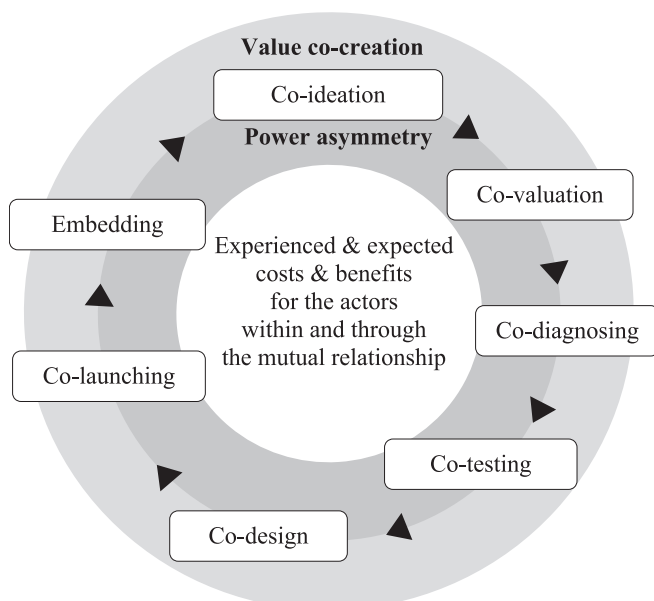 Value co-creation
Co-ideation
Power asymmetry
Co-valuation
Embedding
Experienced & expected
costs & benefits
for the actors
within and through
the mutual relationship
Co-diagnosing
Co-launching
Co-testing
Co-design